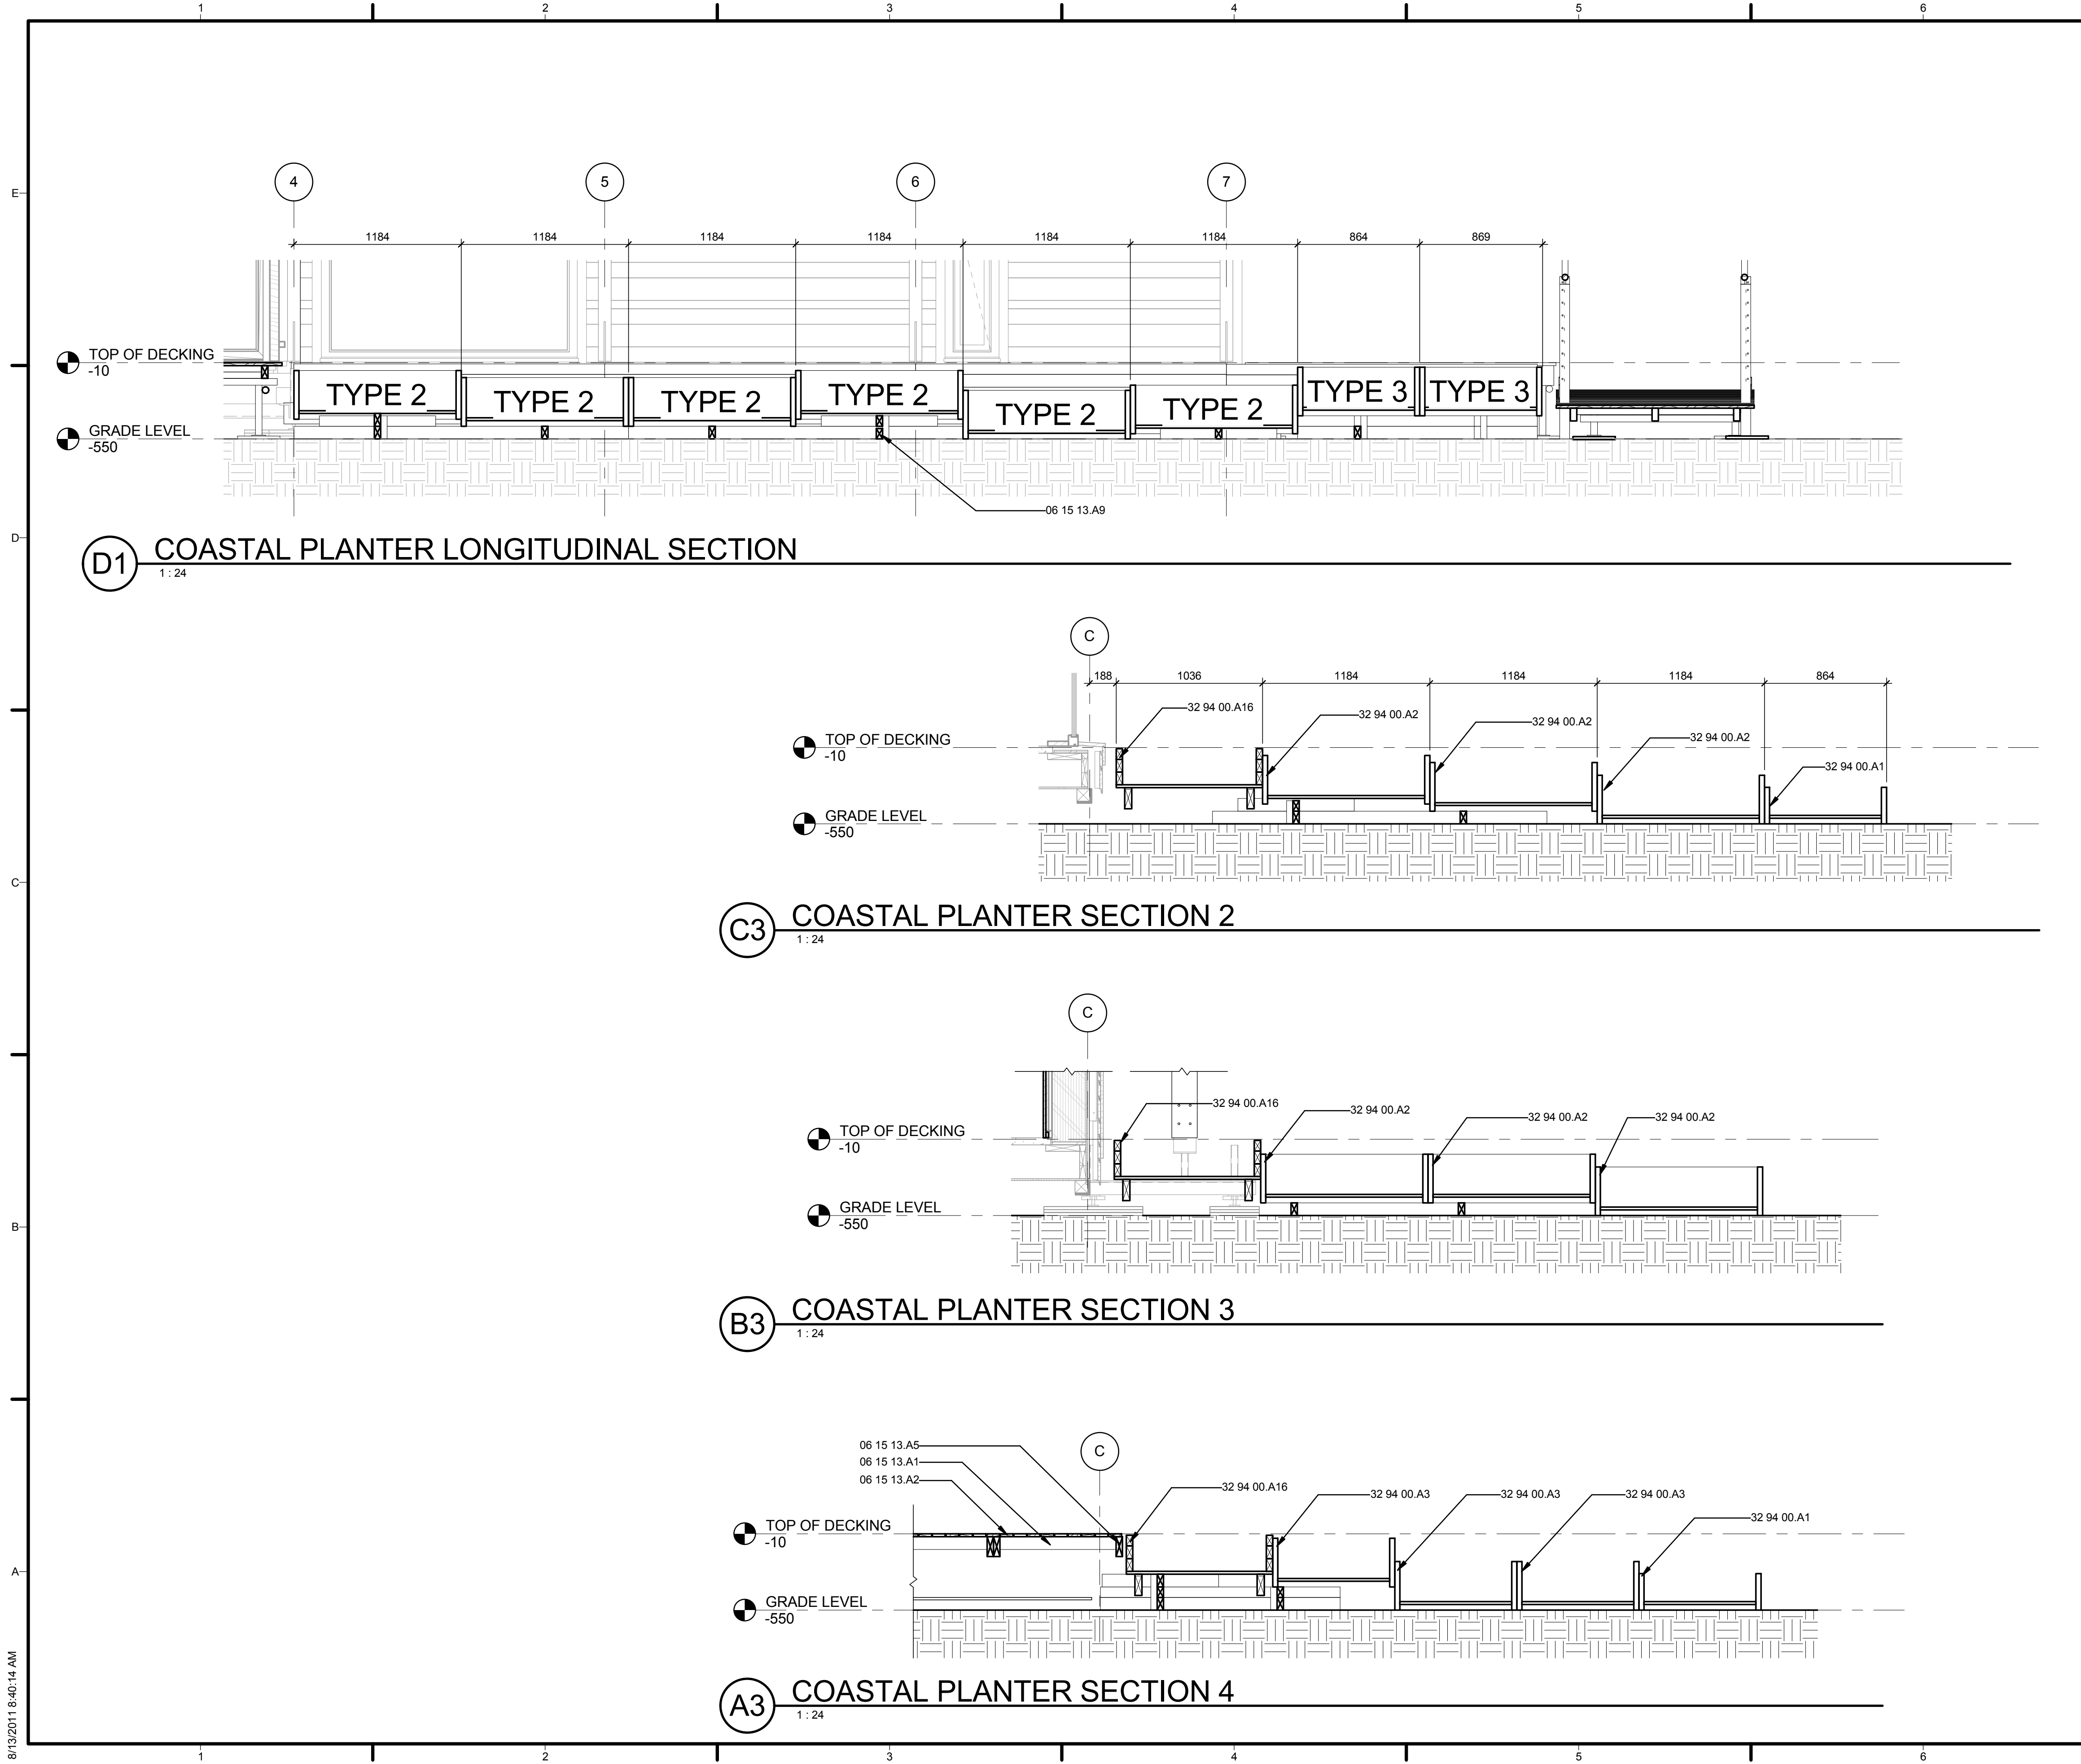 1 2 3 4 5 6
E
4 5 6 7
1184 1184 1184 1184 1184 1184 864 869
TOP OF DECKING
-10
TYPE 2 TYPE 2 TYPE 2 TYPE 2 TYPE 2 TYPE 2 TYPE 3 TYPE 3
GRADE LEVEL
-550
06 15 13.A9
D
D1 COASTAL PLANTER LONGITUDINAL SECTION
1 : 24
C
188 1036 1184 1184 1184 864
32 94 00.A16 32 94 00.A2 32 94 00.A2 32 94 00.A2 32 94 00.A1
TOP OF DECKING
-10
GRADE LEVEL
-550
C
C3 COASTAL PLANTER SECTION 2
1 : 24
C
32 94 00.A16 32 94 00.A2 32 94 00.A2 32 94 00.A2
TOP OF DECKING
-10
GRADE LEVEL
-550
B
B3 COASTAL PLANTER SECTION 3
1 : 24
06 15 13.A5
06 15 13.A1
06 15 13.A2
C
32 94 00.A16 32 94 00.A3 32 94 00.A3 32 94 00.A3 32 94 00.A1
TOP OF DECKING
-10
A
GRADE LEVEL
-550
A3 COASTAL PLANTER SECTION 4
1 : 24
8/13/2011 8:40:14 AM
1 2 3 4 5 6